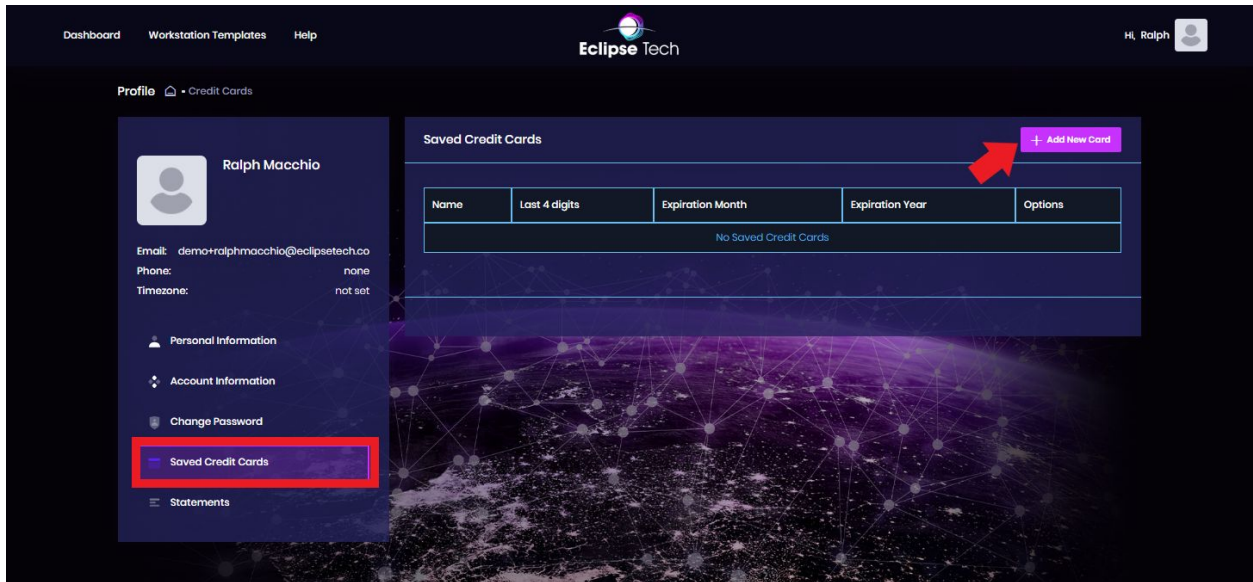 Dashboard Workstation Templates Help
Eclipse Tech
Hi, Ralph
Profile • Credit Cards
Ralph Macchio
Email: demo+ralphmacchio@eclipsetech.co
Phone: none
Timezone: not set
Personal Information
Account Information
Change Password
Saved Credit Cards
Statements
Saved Credit Cards
+ Add New Card
Name Last 4 digits Expiration Month Expiration Year Options
No Saved Credit Cards